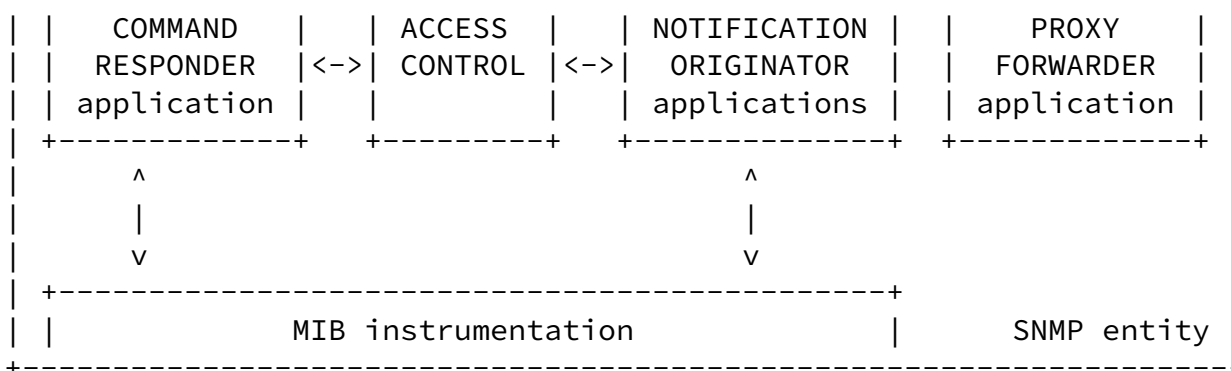 | |   COMMAND   |   | ACCESS  |   | NOTIFICATION |  |    PROXY    |
| |  RESPONDER  |<->| CONTROL |<->|  ORIGINATOR  |  |  FORWARDER  |
| | application |   |         |   | applications |  | application |
| +-------------+   +---------+   +--------------+  +-------------+
|      ^                                 ^
|      |                                 |
|      v                                 v
| +----------------------------------------------+
| |             MIB instrumentation              |      SNMP entity
+-------------------------------------------------------------------